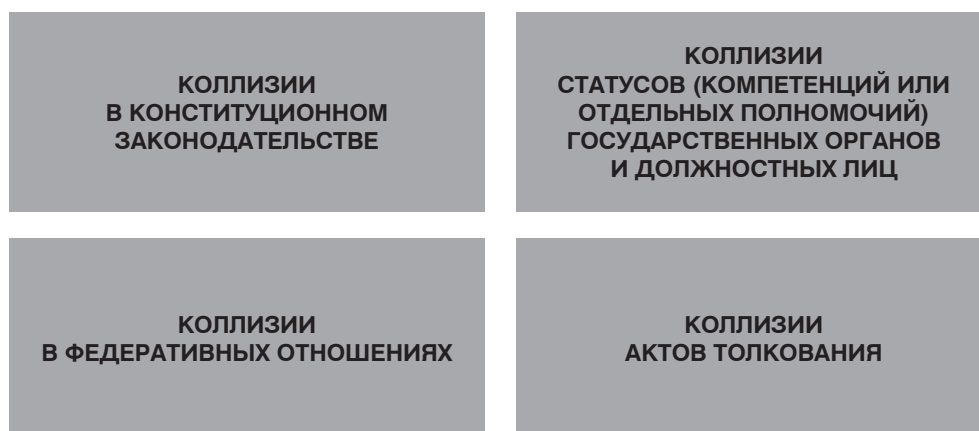 КОЛЛИЗИИ
В КОНСТИТУЦИОННОМ
ЗАКОНОДАТЕЛЬСТВЕ
КОЛЛИЗИИ
СТАТУСОВ (КОМПЕТЕНЦИЙ ИЛИ
ОТДЕЛЬНЫХ ПОЛНОМОЧИЙ)
ГОСУДАРСТВЕННЫХ ОРГАНОВ
И ДОЛЖНОСТНЫХ ЛИЦ
КОЛЛИЗИИ
В ФЕДЕРАТИВНЫХ ОТНОШЕНИЯХ
КОЛЛИЗИИ
АКТОВ ТОЛКОВАНИЯ